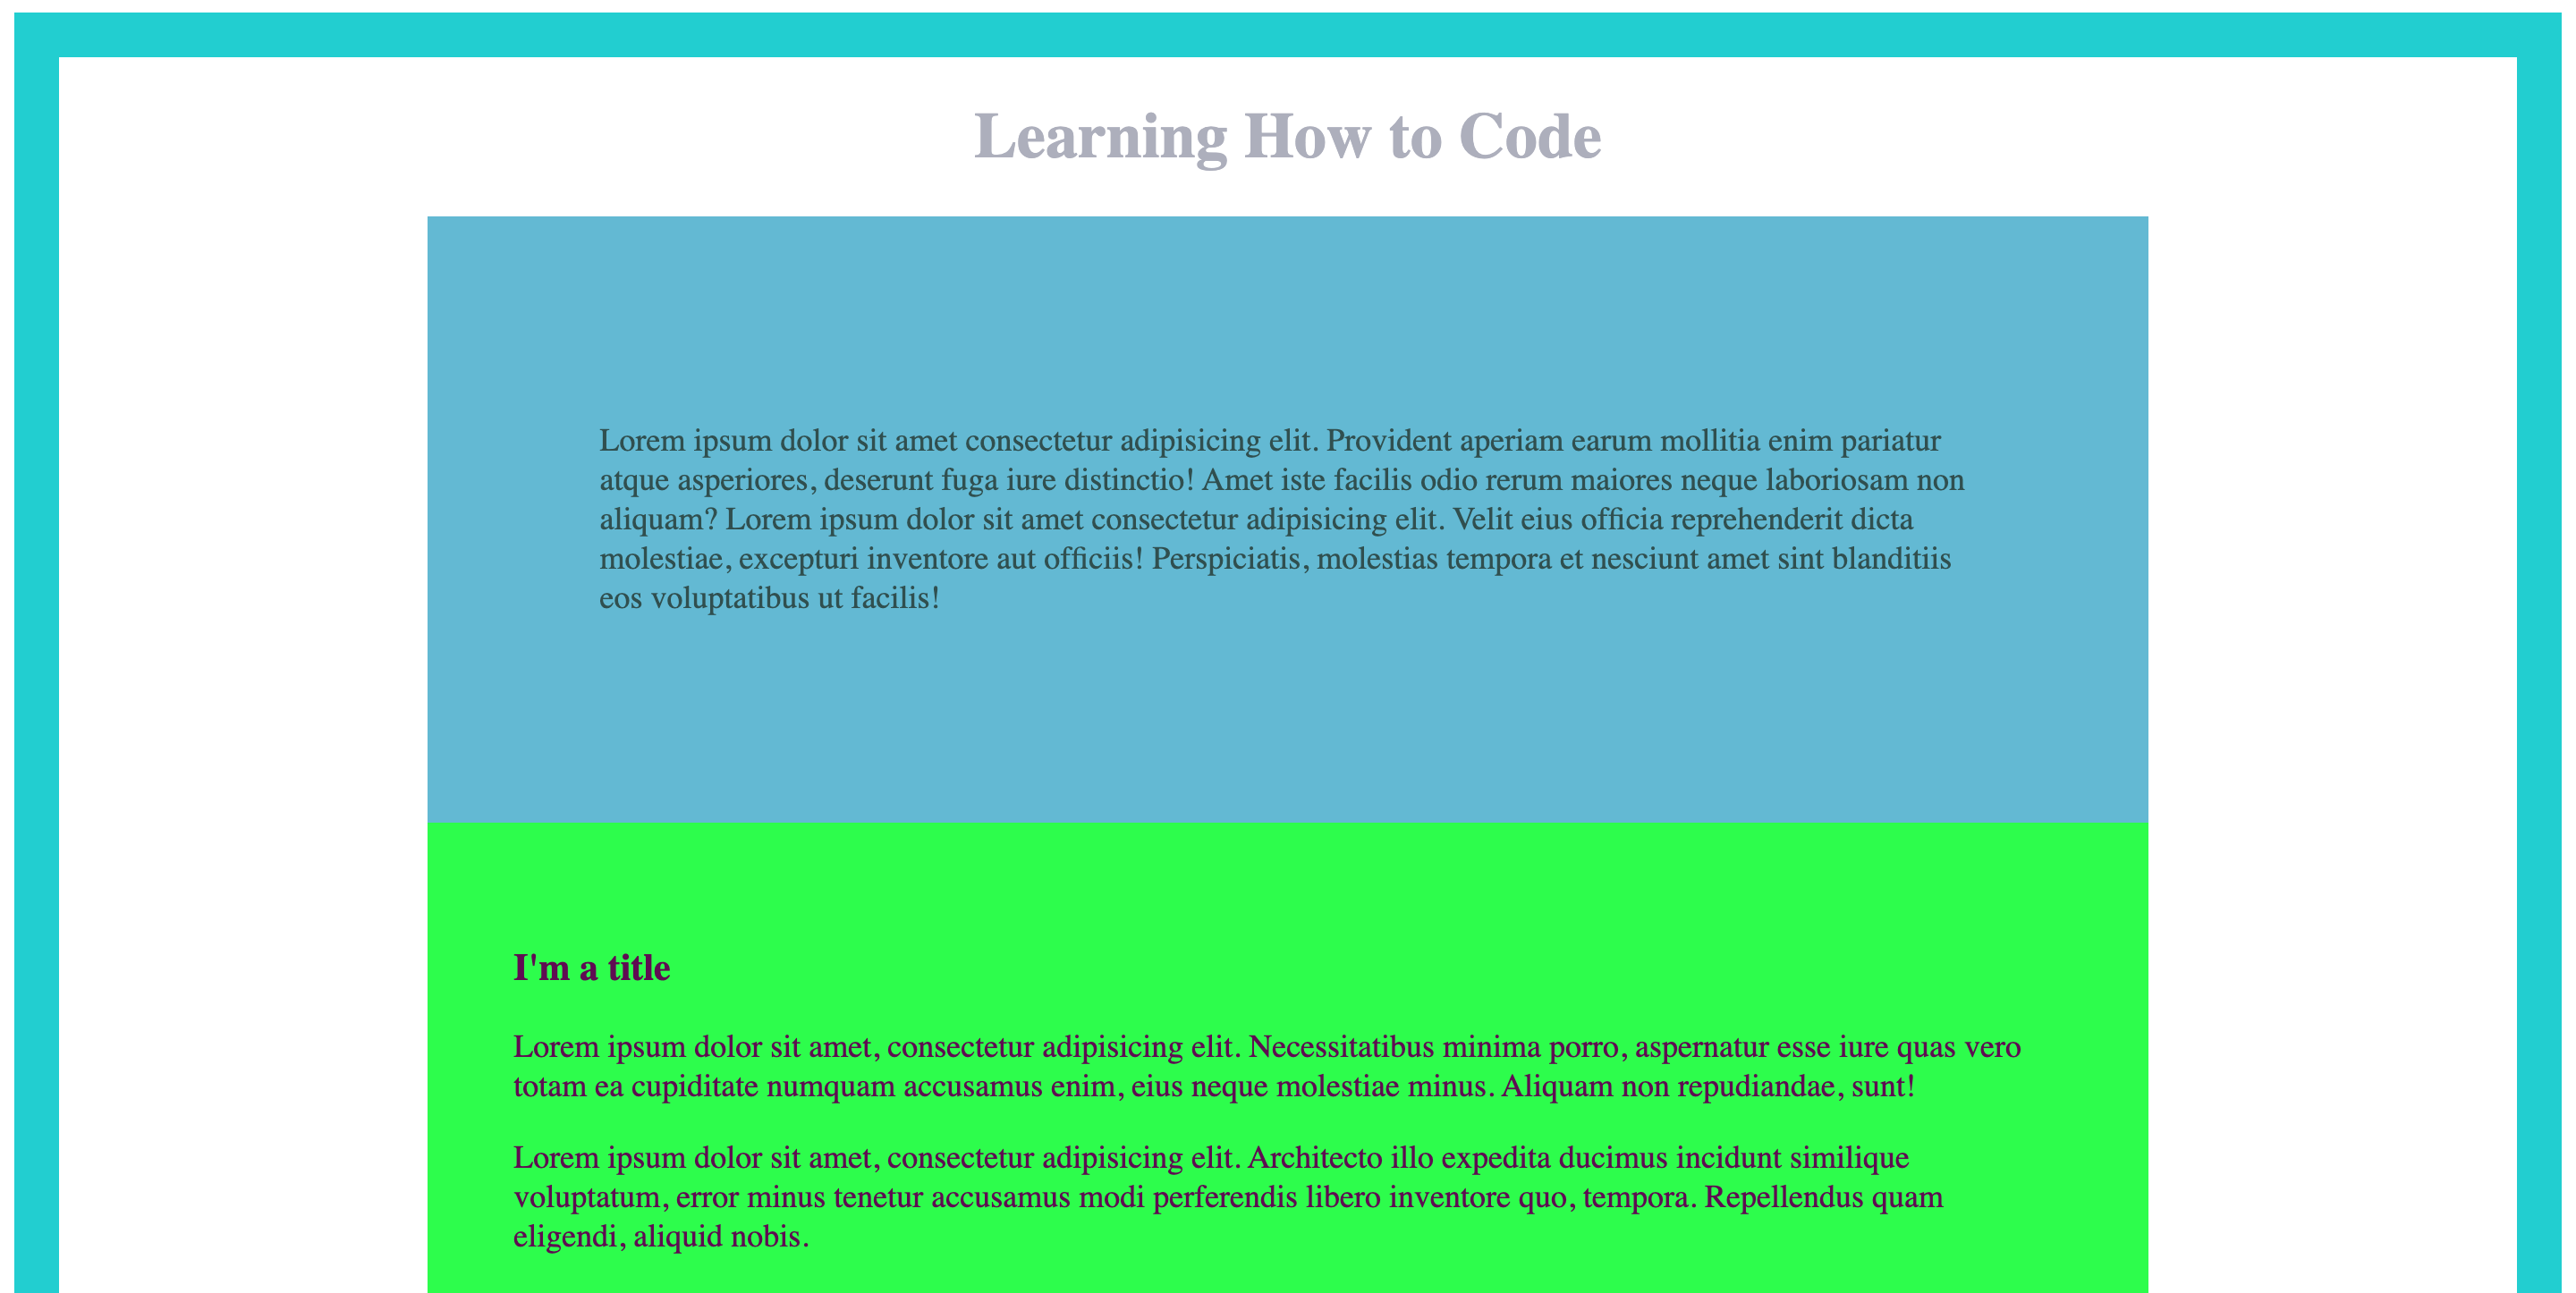 Learning How to Code
Lorem ipsum dolor sit amet consectetur adipisicing elit. Provident aperiam earum mollitia enim pariatur
atque asperiores, deserunt fuga iure distinctio! Amet iste facilis odio rerum maiores neque laboriosam non
aliquam? Lorem ipsum dolor sit amet consectetur adipisicing elit. Velit eius officia reprehenderit dicta
molestiae, excepturi inventore aut officiis! Perspiciatis, molestias tempora et nesciunt amet sint blanditiis
eos voluptatibus ut facilis!
I'm a title
Lorem ipsum dolor sit amet, consectetur adipisicing elit. Necessitatibus minima porro, aspernatur esse iure quas vero
totam ea cupiditate numquam accusamus enim, eius neque molestiae minus. Aliquam non repudiandae, sunt!
Lorem ipsum dolor sit amet, consectetur adipisicing elit. Architecto illo expedita ducimus incidunt similique
voluptatum, error minus tenetur accusamus modi perferendis libero inventore quo, tempora. Repellendus quam
eligendi, aliquid nobis.